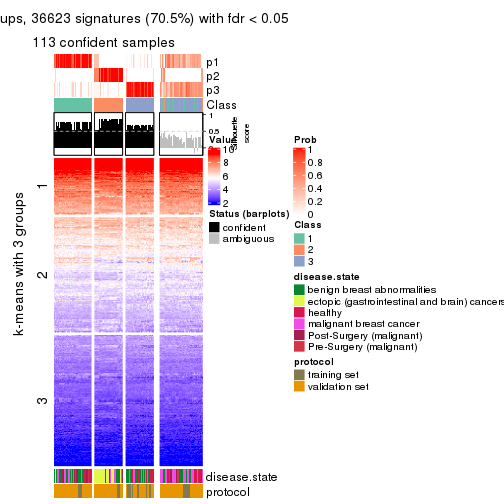 ups, 36623 signatures (70.5%) with fdr < 0.05
113 confident samples
p1
p2
p3
Class
1
0.5
0
Silhouette
score
k-means with 3 groups
1
2
3
disease.state
protocol
Value
10
8
6
4
2
Status (barplots)
confident
ambiguous
Prob
1
0.8
0.6
0.4
0.2
0
Class
1
2
3
disease.state
benign breast abnormalities
ectopic (gastrointestinal and brain) cancers
healthy
malignant breast cancer
Post-Surgery (malignant)
Pre-Surgery (malignant)
protocol
training set
validation set